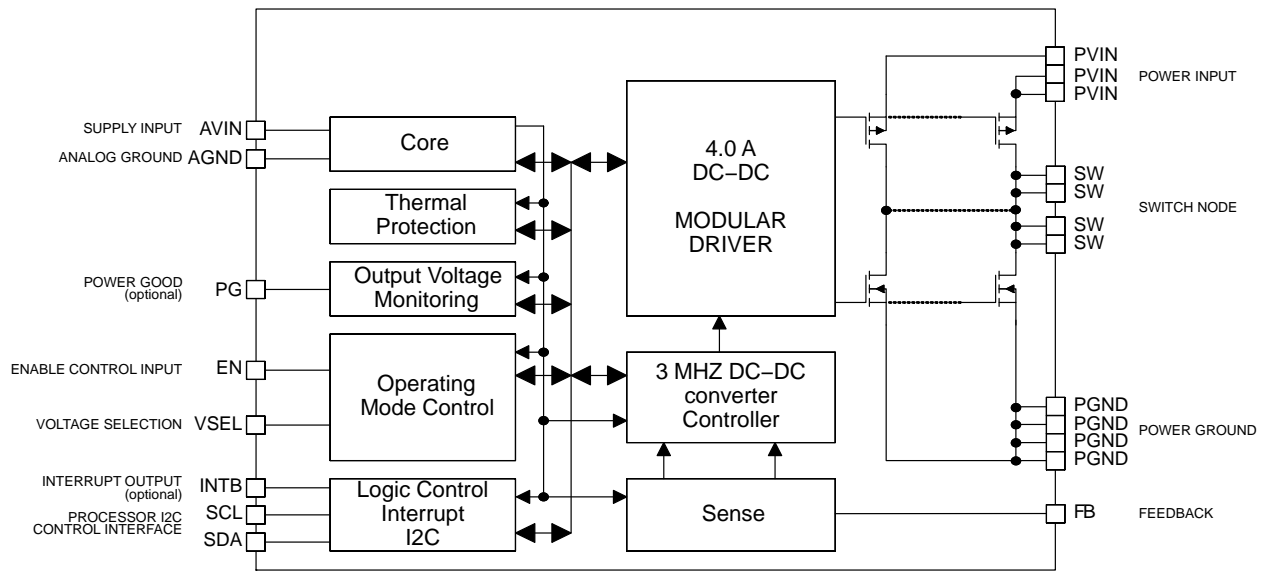 SUPPLY INPUT
AVIN
ANALOG GROUND
AGND
POWER GOOD
(optional)
PG
ENABLE CONTROL INPUT
EN
VOLTAGE SELECTION
VSEL
INTERRUPT OUTPUT
(optional)
INTB
PROCESSOR I2C
CONTROL INTERFACE
SCL
SDA
Core
Thermal
Protection
Output Voltage
Monitoring
Operating
Mode Control
Logic Control
Interrupt
I2C
4.0 A
DC−DC
MODULAR
DRIVER
3 MHZ DC−DC
converter
Controller
Sense
PVIN
PVIN
PVIN
POWER INPUT
SW
SW
SW
SW
SWITCH NODE
PGND
PGND
PGND
PGND
POWER GROUND
FB
FEEDBACK